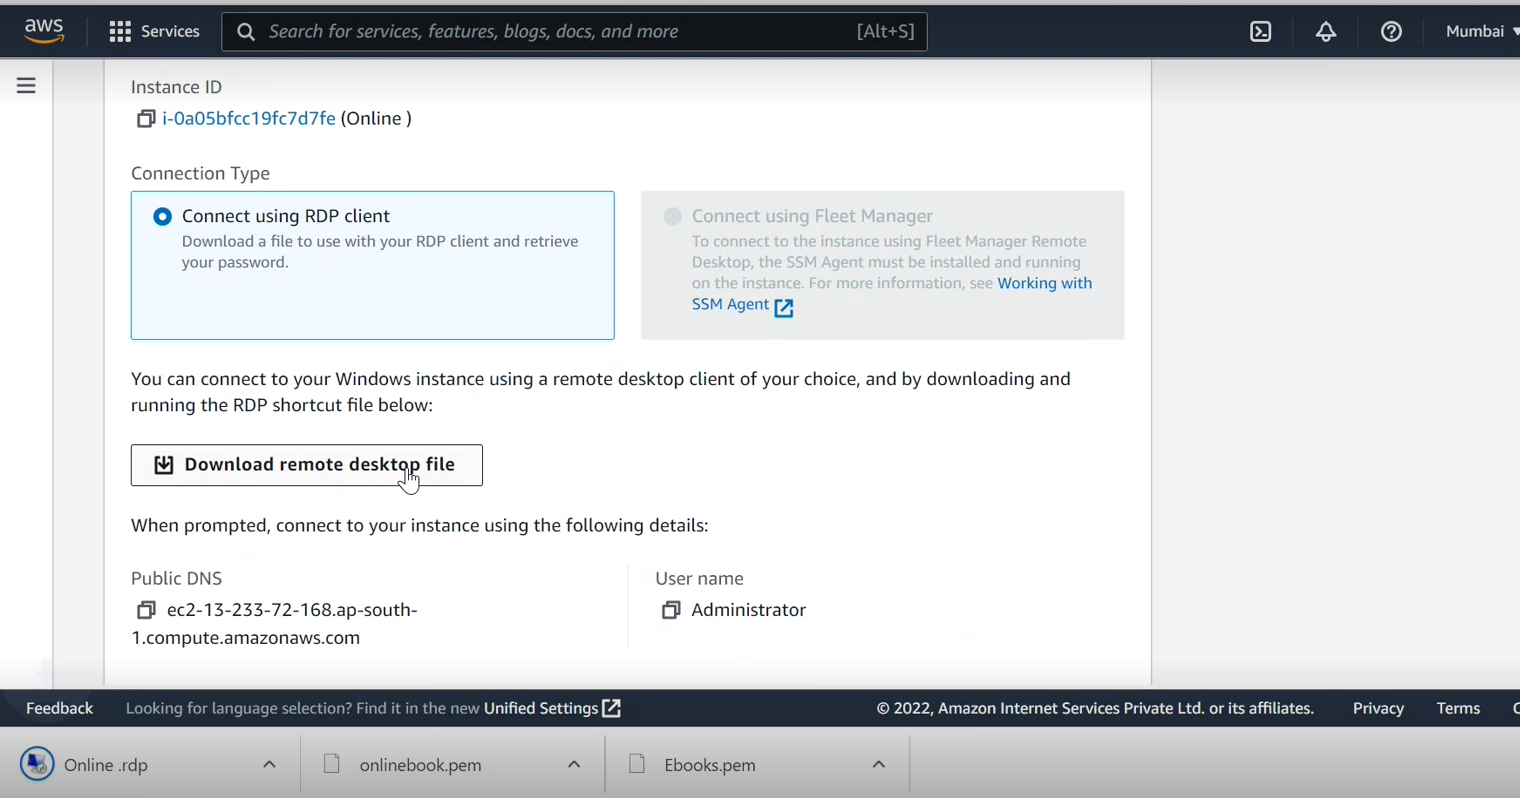 aws Services Search for services, features, blogs, docs, and more [Alt+S] Mumbai
Instance ID
i-0a05bfcc19fc7d7fe (Online )
Connection Type
Connect using RDP client
Download a file to use with your RDP client and retrieve
your password.
Connect using Fleet Manager
To connect to the instance using Fleet Manager Remote
Desktop, the SSM Agent must be installed and running
on the instance. For more information, see Working with
SSM Agent
You can connect to your Windows instance using a remote desktop client of your choice, and by downloading and
running the RDP shortcut file below:
Download remote desktop file
When prompted, connect to your instance using the following details:
Public DNS
ec2-13-233-72-168.ap-south-
1.compute.amazonaws.com
User name
Administrator
Feedback Looking for language selection? Find it in the new Unified Settings © 2022, Amazon Internet Services Private Ltd. or its affiliates. Privacy Terms
Online .rdp onlinebook.pem Ebooks.pem